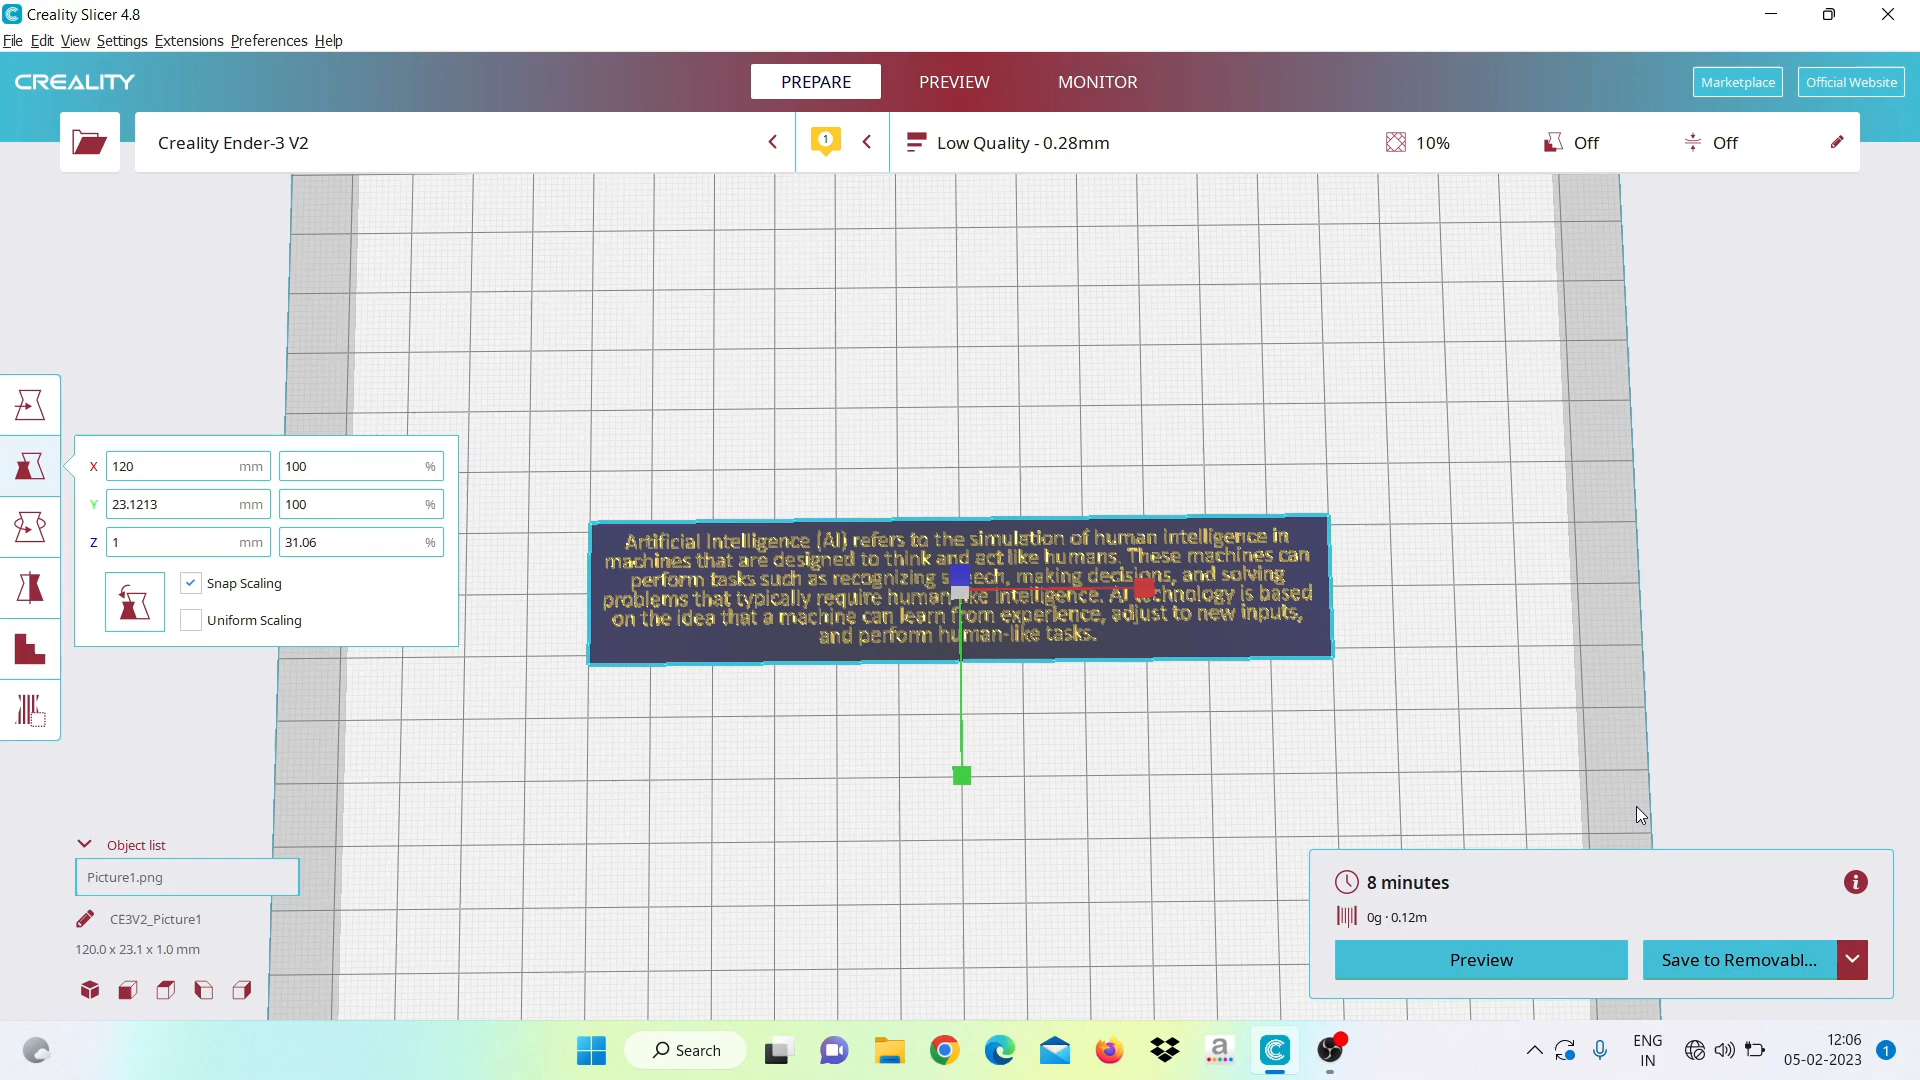 Creality Slicer 4.8
File Edit View Settings Extensions Preferences Help
CREALITY
PREPARE PREVIEW MONITOR
Marketplace Official Website
Creality Ender-3 V2
1
Low Quality - 0.28mm
10%
Off
Off
X 120 mm 100 %
Y 23.1213 mm 100 %
Z 1 mm 31.06 %
Snap Scaling
Uniform Scaling
Artificial Intelligence (AI) refers to the simulation of human intelligence in
machines that are designed to think and act like humans. These machines can
perform tasks such as recognizing making decisions, and solving
problems that typically require intelligence. AI is based
on the idea that a machine can learn from experience, adjust to new inputs,
and perform human-like tasks.
Object list
Picture1.png
CE3V2_Picture1
120.0 x 23.1 x 1.0 mm
8 minutes
0g · 0.12m
Preview
Save to Removabl...
Search
a
ENG
IN
12:06
05-02-2023
1